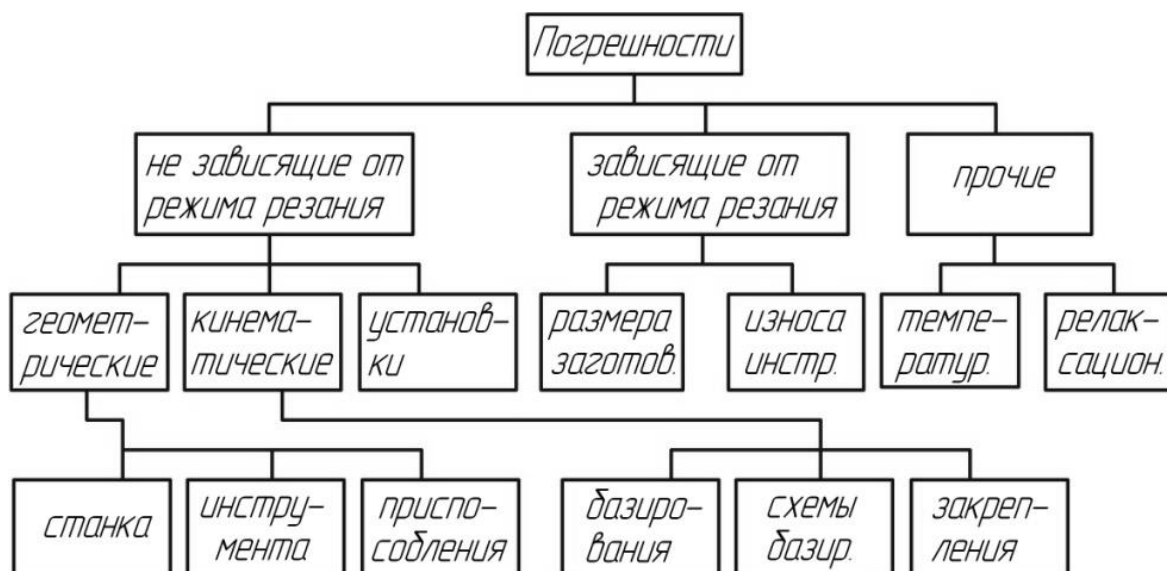 Погрешности
не зависящие от
режима резания
зависящие от
режима резания
прочие
геомет-
рические
кинема-
тические
установ-
ки
размера
заготов.
износа
инстр.
темпе-
ратур.
релак-
сацион.
станка
инстру-
мента
приспо-
собления
базиро-
вания
схемы
базир.
закреп-
ления